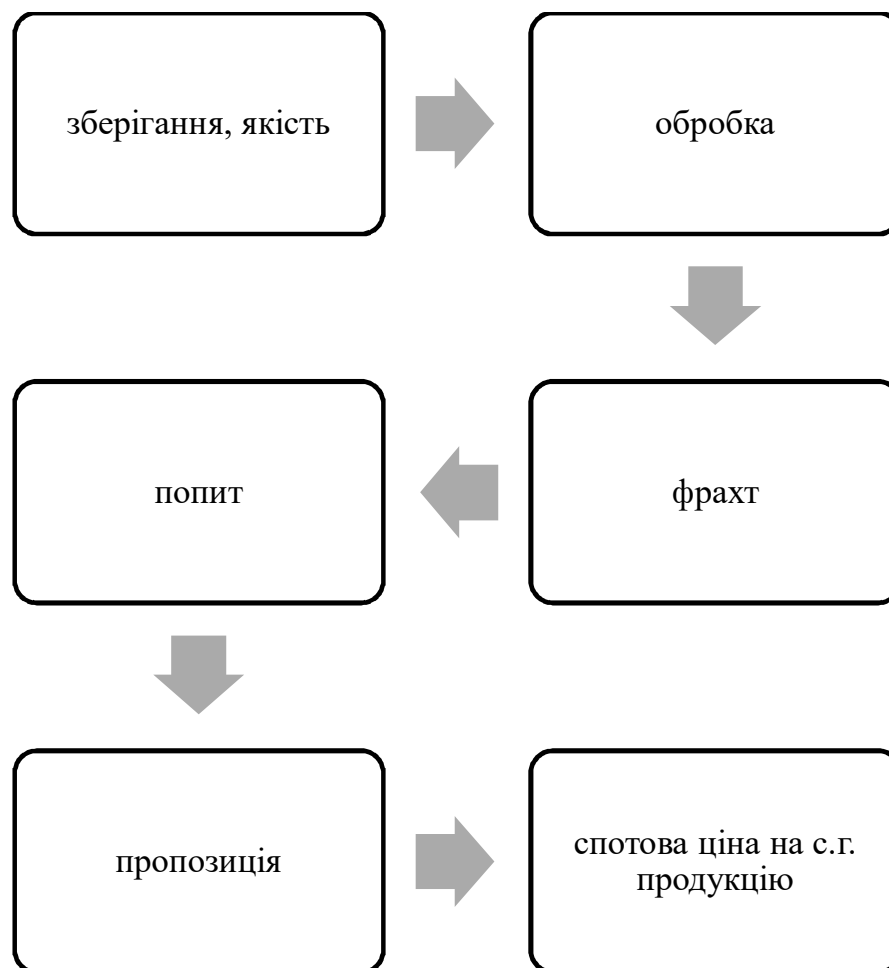 зберігання, якість
обробка
фрахт
попит
пропозиція
спотова ціна на с.г.
продукцію